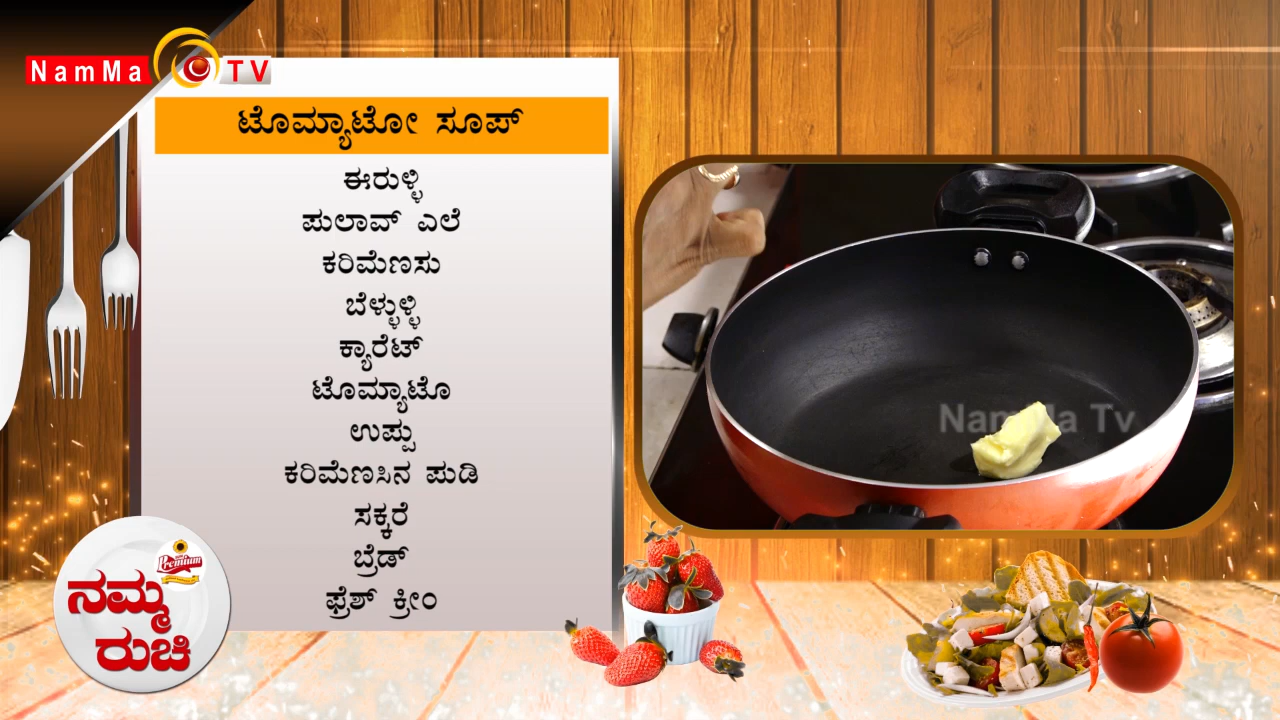 NamMa TV
ಟೊಮ್ಯಾಟೋ ಸೂಪ್
ಈರುಳ್ಳಿ
ಪುಲಾವ್ ಎಲೆ
ಕರಿಮೆಣಸು
ಬೆಳ್ಳುಳ್ಳಿ
ಕ್ಯಾರೆಟ್
ಟೊಮ್ಯಾಟೊ
ಉಪ್ಪು
ಕರಿಮೆಣಸಿನ ಪುಡಿ
ಸಕ್ಕರೆ
ಬ್ರೆಡ್
ಫ್ರೆಶ್ ಕ್ರೀಂ
NamMa Tv
Premium
ನಮ್ಮ
ರುಚಿ